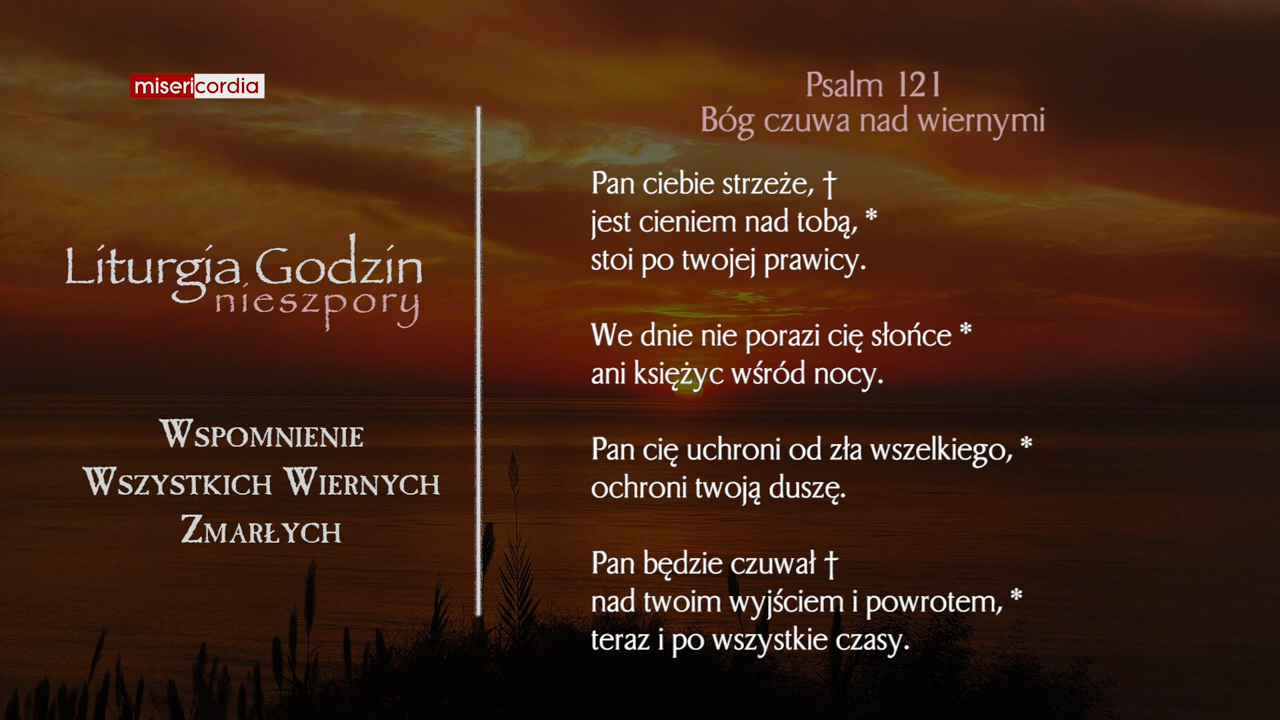 misericordia
Liturgia Godzin
nieszpory
Wspomnienie
Wszystkich Wiernych
Zmarłych
Psalm 121
Bóg czuwa nad wiernymi
Pan ciebie strzeże, †
jest cieniem nad tobą, *
stoi po twojej prawicy.
We dnie nie porazi cię słońce *
ani księżyc wśród nocy.
Pan cię uchroni od zła wszelkiego, *
ochroni twoją duszę.
Pan będzie czuwał †
nad twoim wyjściem i powrotem, *
teraz i po wszystkie czasy.